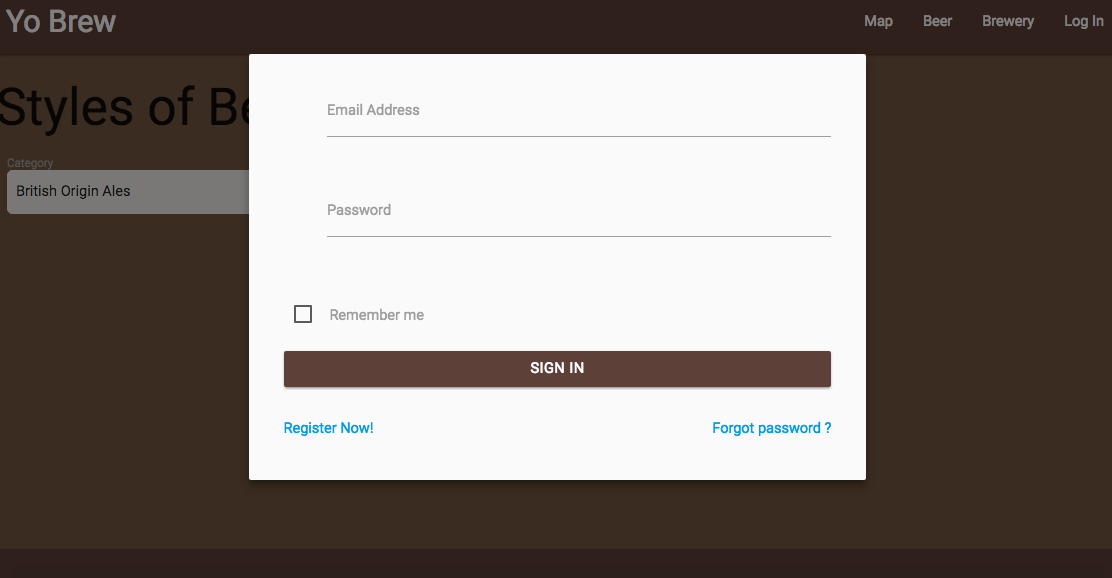 Yo Brew
Map Beer Brewery Log In
Styles of
Category
British Origin Ales
Email Address
Password
Remember me
SIGN IN
Register Now! Forgot password ?